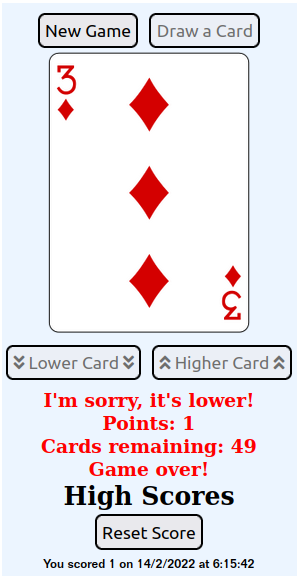 New Game Draw a Card
3
3
Lower Card Higher Card
I'm sorry, it's lower!
Points: 1
Cards remaining: 49
Game over!
High Scores
Reset Score
You scored 1 on 14/2/2022 at 6:15:42